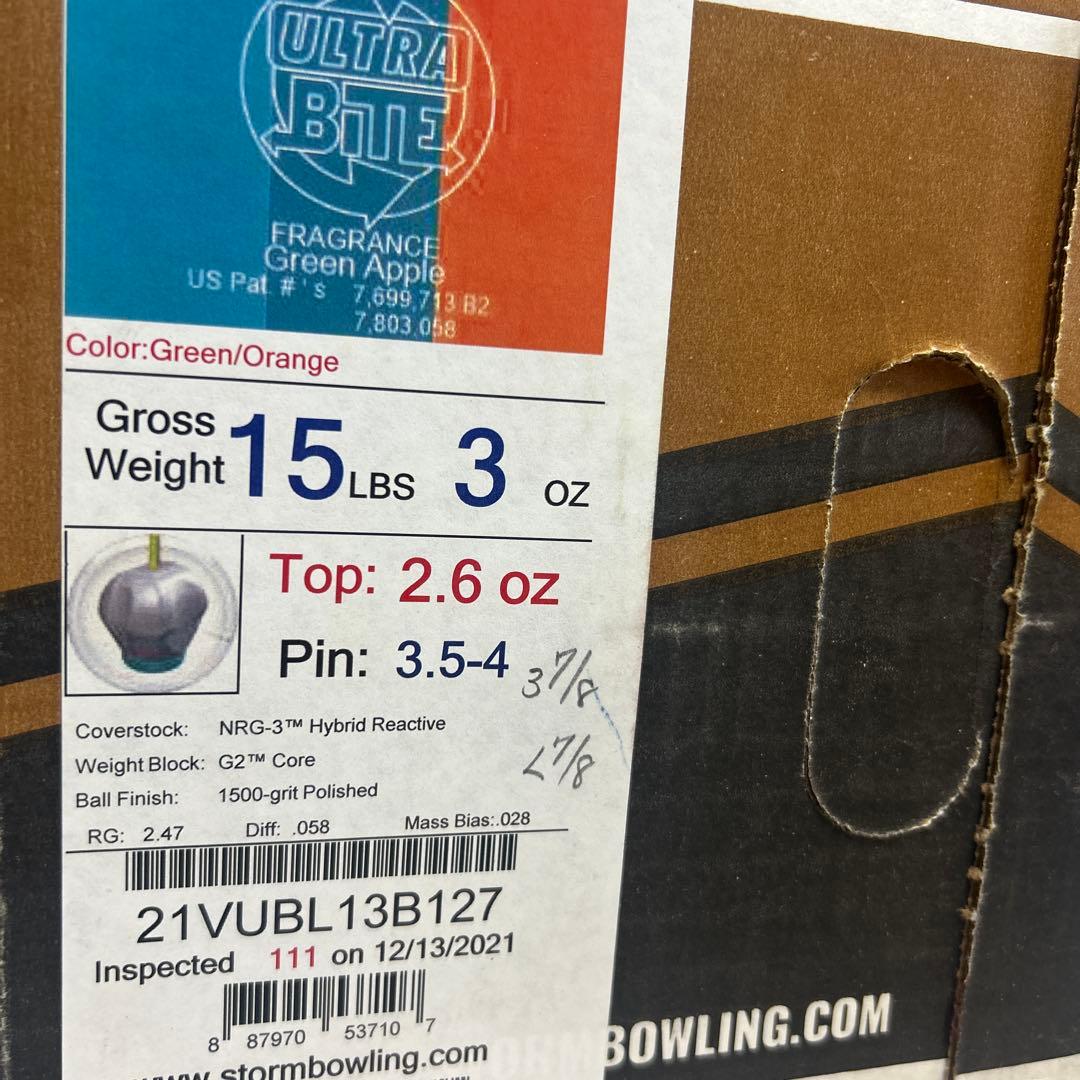 ULTRA
BiTE
FRAGRANCE
Green Apple
US Pat # ' s 7,699,713 B2
7,803,058
Color:Green/Orange
Gross Weight 15 LBS 3 oz
Top: 2.6 oz
Pin: 3.5-4 3 7/8
L 7/8
Coverstock: NRG-3™ Hybrid Reactive
Weight Block: G2™ Core
Ball Finish: 1500-grit Polished
RG: 2.47 Diff: .058 Mass Bias:.028
21VUBL13B127
Inspected 111 on 12/13/2021
8 87970 53710 7
www.stormbowling.com
STORMBOWLING.COM